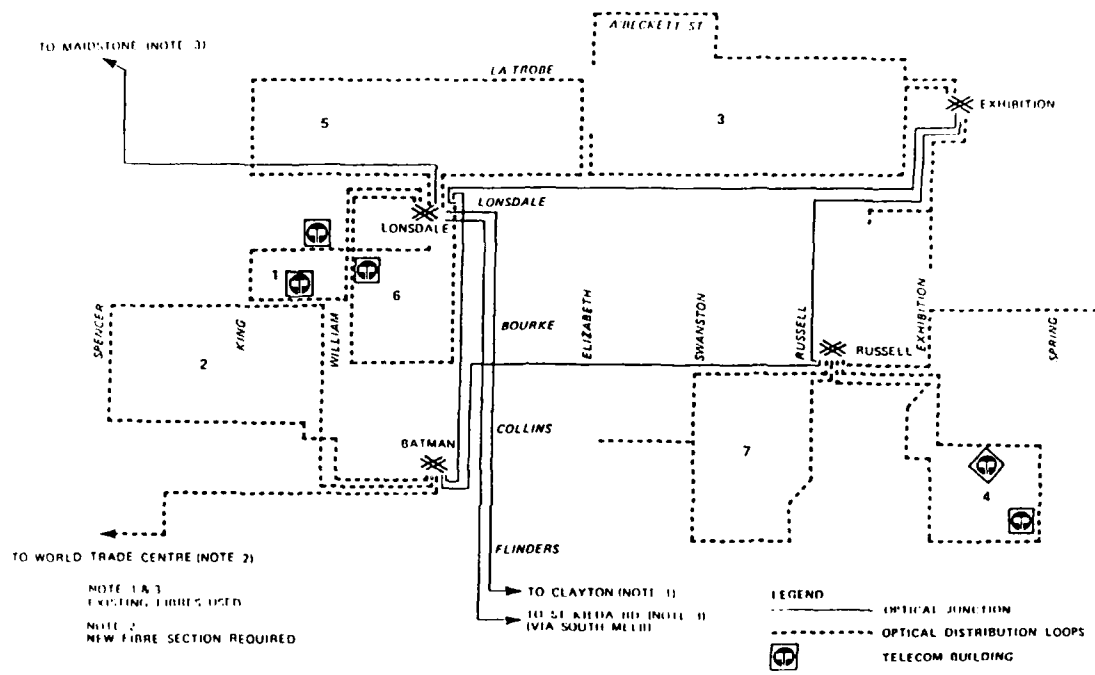 A'BECKETT ST
TO MAIDSTONE (NOTE 3)
LA TROBE
EXHIBITION
5
3
LONSDALE
LONSDALE
1
6
SPENCER
KING
WILLIAM
BOURKE
ELIZABETH
SWANSTON
RUSSELL
EXHIBITION
SPRING
RUSSELL
2
COLLINS
BATMAN
7
4
FLINDERS
TO WORLD TRADE CENTRE (NOTE 2)
NOTE 1 & 3
EXISTING FIBRES USED
NOTE 2
NEW FIBRE SECTION REQUIRED
TO CLAYTON (NOTE 1)
TO ST KILDA RD (NOTE
(VIA SOUTH MELB)
LEGEND
OPTICAL JUNCTION
OPTICAL DISTRIBUTION LOOPS
TELECOM BUILDING